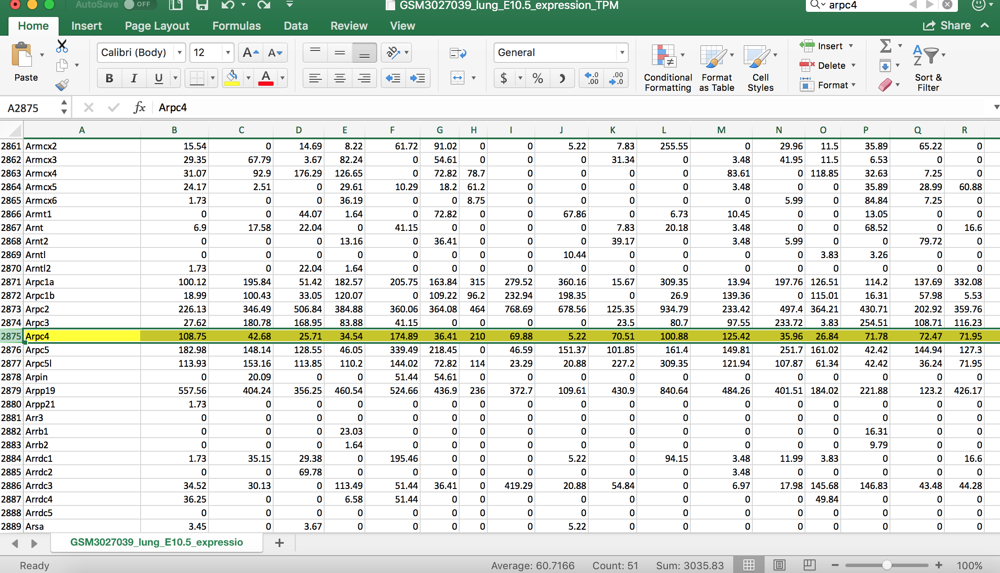 AutoSave OFF GSM3027039_lung_E10.5_expression_TPM arpc4
Home Insert Page Layout Formulas Data Review View Share
Paste Calibri (Body) 12 A A ab General Conditional Formatting Format as Table Cell Styles Insert Delete Format Sort & Filter
B I U A $ % .0 .00 .00 .0
A2875 fx Arpc4
A B C D E F G H I J K L M N O P Q R
2861 Armcx2 15.54 0 14.69 8.22 61.72 91.02 0 0 5.22 7.83 255.55 0 29.96 11.5 35.89 65.22 0
2862 Armcx3 29.35 67.79 3.67 82.24 0 54.61 0 0 0 31.34 0 3.48 41.95 11.5 6.53 0 0
2863 Armcx4 31.07 92.9 176.29 126.65 0 72.82 78.7 0 0 0 0 83.61 0 118.85 32.63 7.25 0
2864 Armcx5 24.17 2.51 0 29.61 10.29 18.2 61.2 0 0 0 0 3.48 0 0 35.89 28.99 60.88
2865 Armcx6 1.73 0 0 36.19 0 0 8.75 0 0 0 0 0 5.99 0 84.84 7.25 0
2866 Armt1 0 0 44.07 1.64 0 72.82 0 0 67.86 0 6.73 10.45 0 0 13.05 0 0
2867 Arnt 6.9 17.58 22.04 0 41.15 0 0 0 0 7.83 20.18 3.48 0 0 68.52 0 16.6
2868 Arnt2 0 0 0 13.16 0 36.41 0 0 0 39.17 0 3.48 5.99 0 0 79.72 0
2869 Arntl 0 0 0 0 0 0 0 0 10.44 0 0 0 0 3.83 3.26 0 0
2870 Arntl2 1.73 0 22.04 1.64 0 0 0 0 0 0 0 0 0 0 0 0 0
2871 Arpc1a 100.12 195.84 51.42 182.57 205.75 163.84 315 279.52 360.16 15.67 309.35 13.94 197.76 126.51 114.2 137.69 332.08
2872 Arpc1b 18.99 100.43 33.05 120.07 0 109.22 96.2 232.94 198.35 0 26.9 139.36 0 115.01 16.31 57.98 5.53
2873 Arpc2 226.13 346.49 506.84 384.88 360.06 364.08 464 768.69 678.56 125.35 934.79 233.42 497.4 364.21 430.71 202.92 359.76
2874 Arpc3 27.62 180.78 168.95 83.88 41.15 0 0 0 0 23.5 80.7 97.55 233.72 3.83 254.51 108.71 116.23
2875 Arpc4 108.75 42.68 25.71 34.54 174.89 36.41 210 69.88 5.22 70.51 100.88 125.42 35.96 26.84 71.78 72.47 71.95
2876 Arpc5 182.98 148.14 128.55 46.05 339.49 218.45 0 46.59 151.37 101.85 161.4 149.81 251.7 161.02 42.42 144.94 127.3
2877 Arpc5l 113.93 153.16 113.85 110.2 144.02 72.82 114 23.29 20.88 227.2 309.35 121.94 107.87 61.34 42.42 36.24 71.95
2878 Arpin 0 20.09 0 0 51.44 54.61 0 0 0 0 0 0 0 0 0 0 0
2879 Arpp19 557.56 404.24 356.25 460.54 524.66 436.9 236 372.7 109.61 430.9 840.64 484.26 401.51 184.02 221.88 123.2 426.17
2880 Arpp21 1.73 0 0 0 0 0 0 0 0 0 0 0 0 0 0 0 0
2881 Arr3 0 0 0 0 0 0 0 0 0 0 0 0 0 0 0 0 0
2882 Arrb1 0 0 0 23.03 0 0 0 0 0 0 0 0 0 0 16.31 0 0
2883 Arrb2 0 0 0 1.64 0 0 0 0 0 0 0 0 0 0 9.79 0 0
2884 Arrdc1 1.73 35.15 29.38 0 195.46 0 0 0 5.22 0 94.15 3.48 11.99 3.83 0 0 16.6
2885 Arrdc2 0 0 69.78 0 0 0 0 0 0 0 0 3.48 0 0 0 0 0
2886 Arrdc3 34.52 30.13 0 113.49 51.44 36.41 0 419.29 20.88 54.84 0 6.97 17.98 145.68 146.83 43.48 44.28
2887 Arrdc4 36.25 0 0 6.58 51.44 0 0 0 0 0 0 0 0 49.84 0 0 0
2888 Arrdc5 0 0 0 0 0 0 0 0 0 0 0 0 0 0 0 0 0
2889 Arsa 3.45 0 3.67 0 0 0 0 0 5.22 0 0 0 0 0 0 0 0
GSM3027039_lung_E10.5_expressio +
Ready Average: 60.7166 Count: 51 Sum: 3035.83 100%